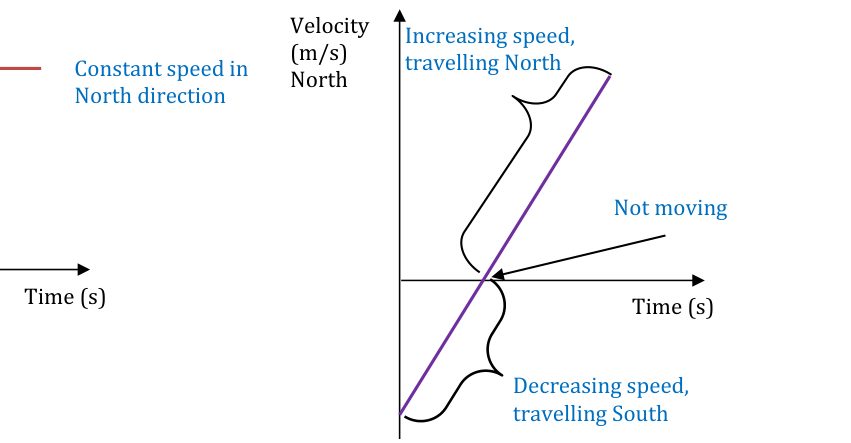 Constant speed in
North direction
Time (s)
Velocity
(m/s)
North
Increasing speed,
travelling North
Not moving
Time (s)
Decreasing speed,
travelling South